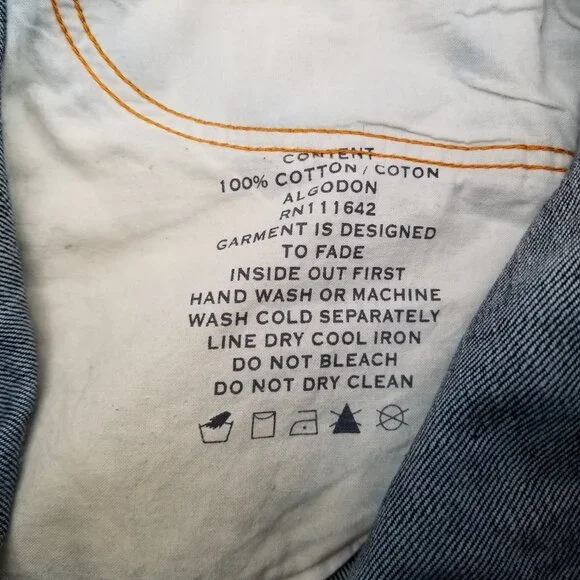 CONTENT
100% COTTON / COTON
ALGODON
RN111642
GARMENT IS DESIGNED
TO FADE
INSIDE OUT FIRST
HAND WASH OR MACHINE
WASH COLD SEPARATELY
LINE DRY COOL IRON
DO NOT BLEACH
DO NOT DRY CLEAN